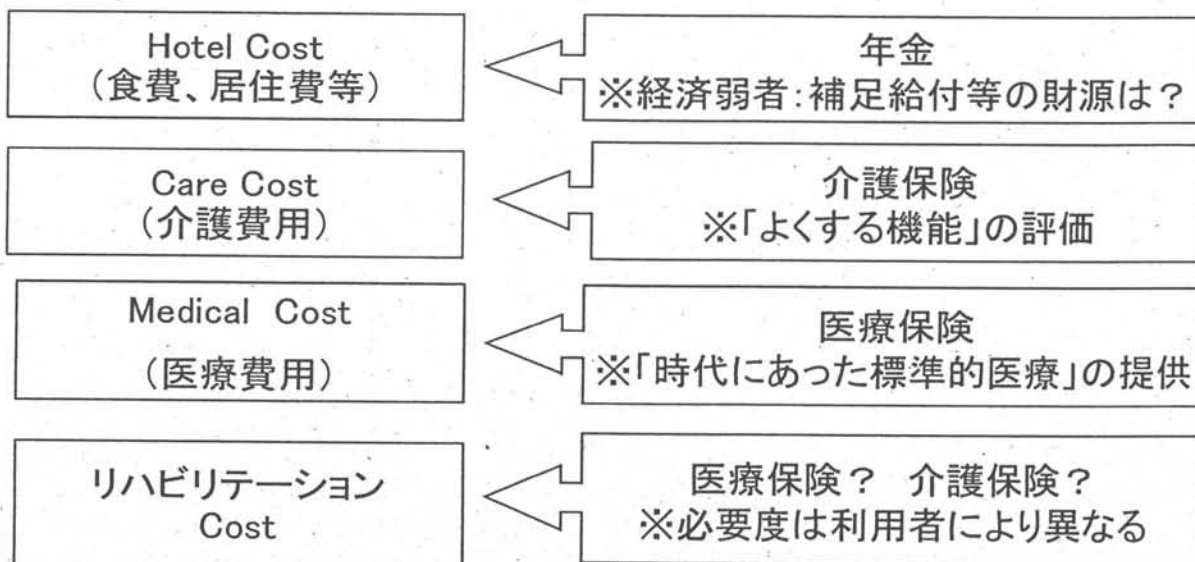 Hotel Cost
（食費、居住費等）
年金
※経済弱者：補足給付等の財源は？
Care Cost
（介護費用）
介護保険
※「よくする機能」の評価
Medical Cost
（医療費用）
医療保険
※「時代にあった標準的医療」の提供
リハビリテーション
Cost
医療保険？ 介護保険？
※必要度は利用者により異なる